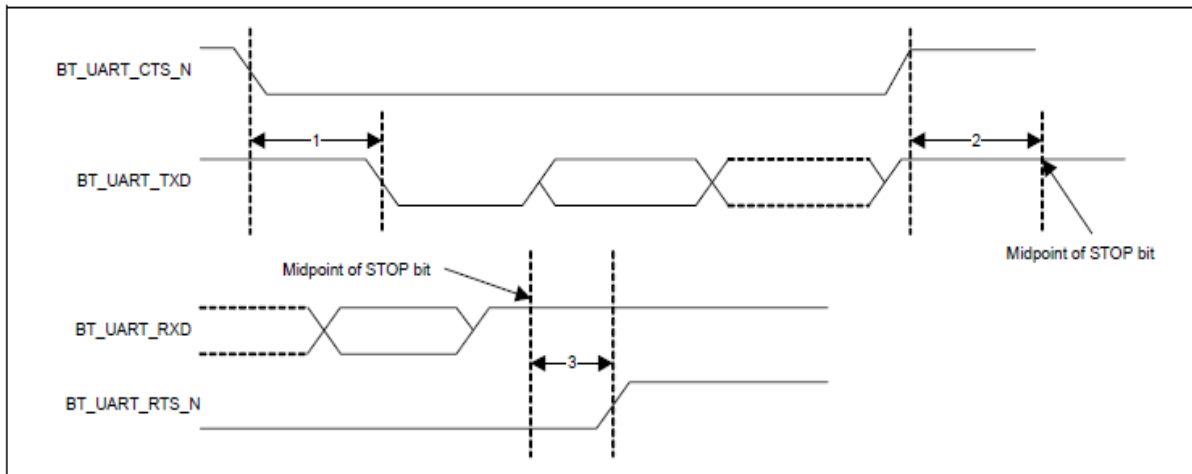 BT_UART_CTS_N
1
2
BT_UART_TXD
Midpoint of STOP bit
Midpoint of STOP bit
BT_UART_RXD
3
BT_UART_RTS_N